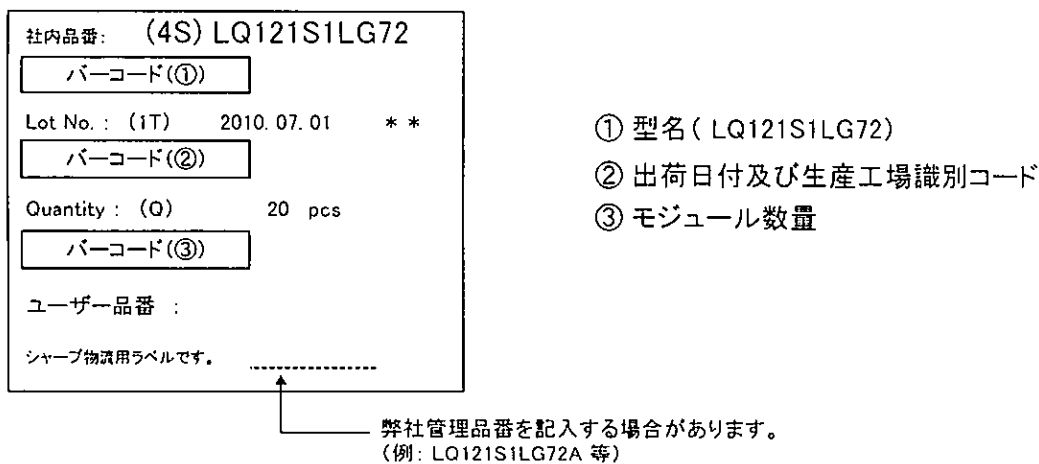 社内品番: (4S) LQ121S1LG72
バーコード(①)
Lot No. : (1T) 2010. 07. 01 * *
バーコード(②)
Quantity : (Q) 20 pcs
バーコード(③)
ユーザー品番 :
シャープ物流用ラベルです。
① 型名( LQ121S1LG72)
② 出荷日付及び生産工場識別コード
③ モジュール数量
弊社管理品番を記入する場合があります。
(例: LQ121S1LG72A 等)